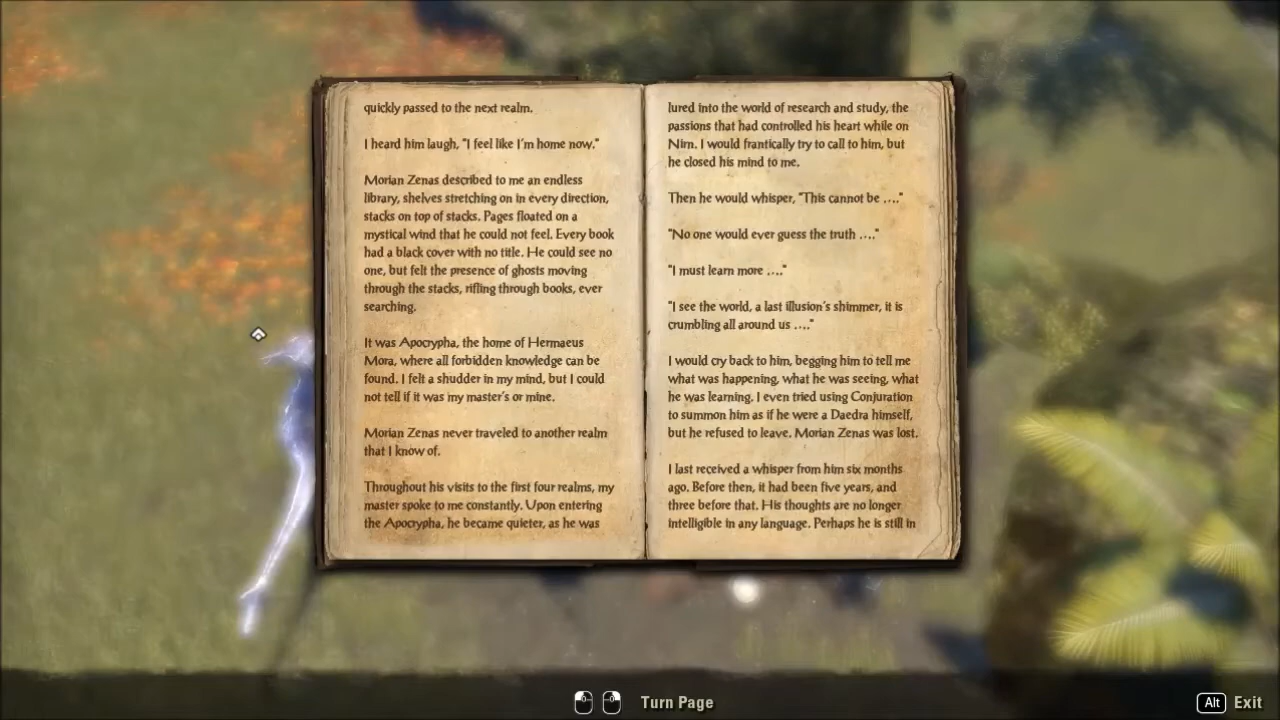 quickly passed to the next realm.
I heard him laugh, "I feel like I'm home now."
Morian Zenas described to me an endless
library, shelves stretching on in every direction,
stacks on top of stacks. Pages floated on a
mystical wind that he could not feel. Every book
had a black cover with no title. He could see no
one, but felt the presence of ghosts moving
through the stacks, rifling through books, ever
searching.
It was Apocrypha, the home of Hermaeus
Mora, where all forbidden knowledge can be
found. I felt a shudder in my mind, but I could
not tell if it was my master's or mine.
Morian Zenas never traveled to another realm
that I know of.
Throughout his visits to the first four realms, my
master spoke to me constantly. Upon entering
the Apocrypha, he became quieter, as he was
lured into the world of research and study, the
passions that had controlled his heart while on
Nirn. I would frantically try to call to him, but
he closed his mind to me.
Then he would whisper, "This cannot be …."
"No one would ever guess the truth …."
"I must learn more …."
"I see the world, a last illusion's shimmer, it is
crumbling all around us …."
I would cry back to him, begging him to tell me
what was happening, what he was seeing, what
he was learning. I even tried using Conjuration
to summon him as if he were a Daedra himself,
but he refused to leave. Morian Zenas was lost.
I last received a whisper from him six months
ago. Before then, it had been five years, and
three before that. His thoughts are no longer
intelligible in any language. Perhaps he is still in
Turn Page
Alt Exit